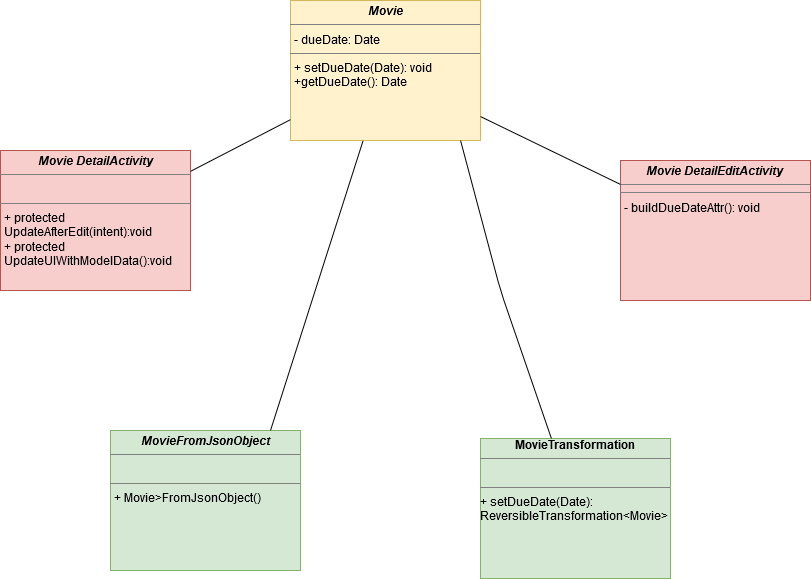 Movie
- dueDate: Date
+ setDueDate(Date): void
+getDueDate(): Date
Movie DetailActivity
+ protected
UpdateAfterEdit(intent):void
+ protected
UpdateUIWithModelData():void
Movie DetailEditActivity
- buildDueDateAttr(): void
MovieFromJsonObject
+ Movie>FromJsonObject()
MovieTransformation
+ setDueDate(Date):
ReversibleTransformation<Movie>